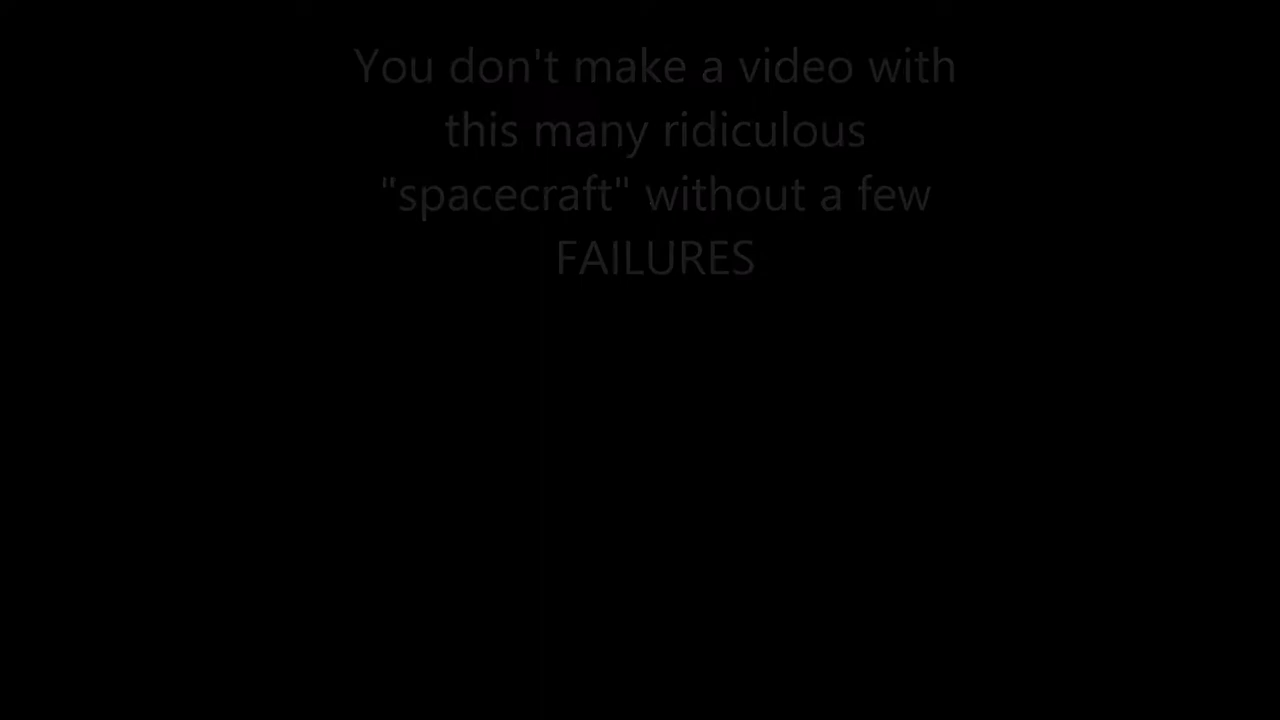 You don't make a video with
this many ridiculous
"spacecraft" without a few
FAILURES